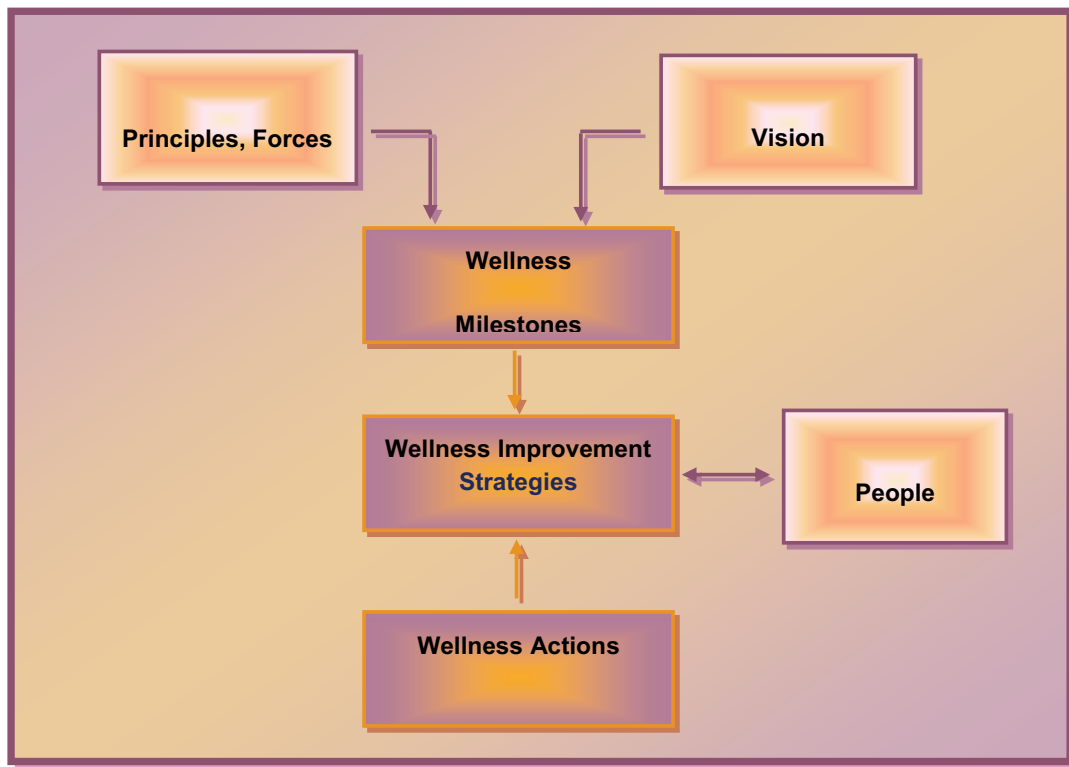 Principles, Forces
Vision
Wellness
Milestones
Wellness Improvement
Strategies
People
Wellness Actions